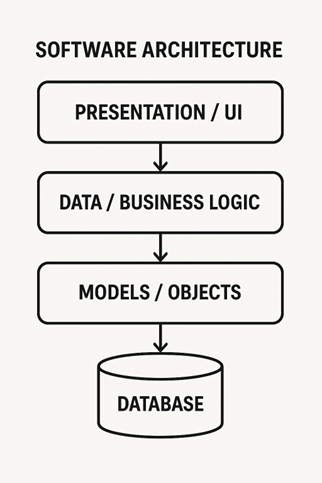 SOFTWARE ARCHITECTURE
PRESENTATION / UI
DATA / BUSINESS LOGIC
MODELS / OBJECTS
DATABASE